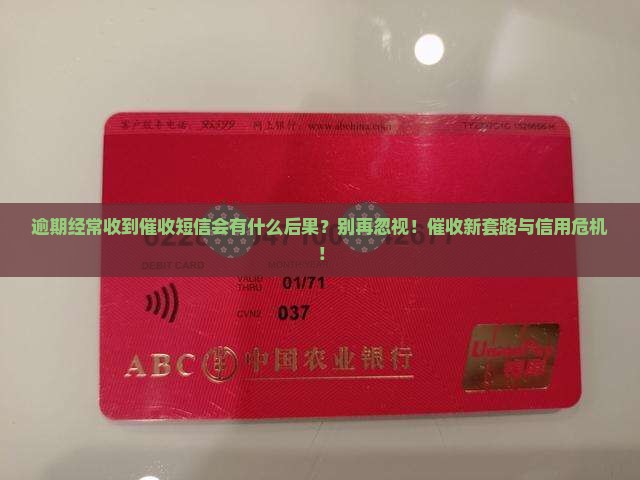 客户服务电话：95599 网上银行：www.abchina.com
逾期经常收到催收短信会有什么后果？别再忽视！催收新套路与信用危机
！
DEBIT CARD
VALID
THRU 01/71
CVN2 037
ABC 中国农业银行
UnionPay
银联